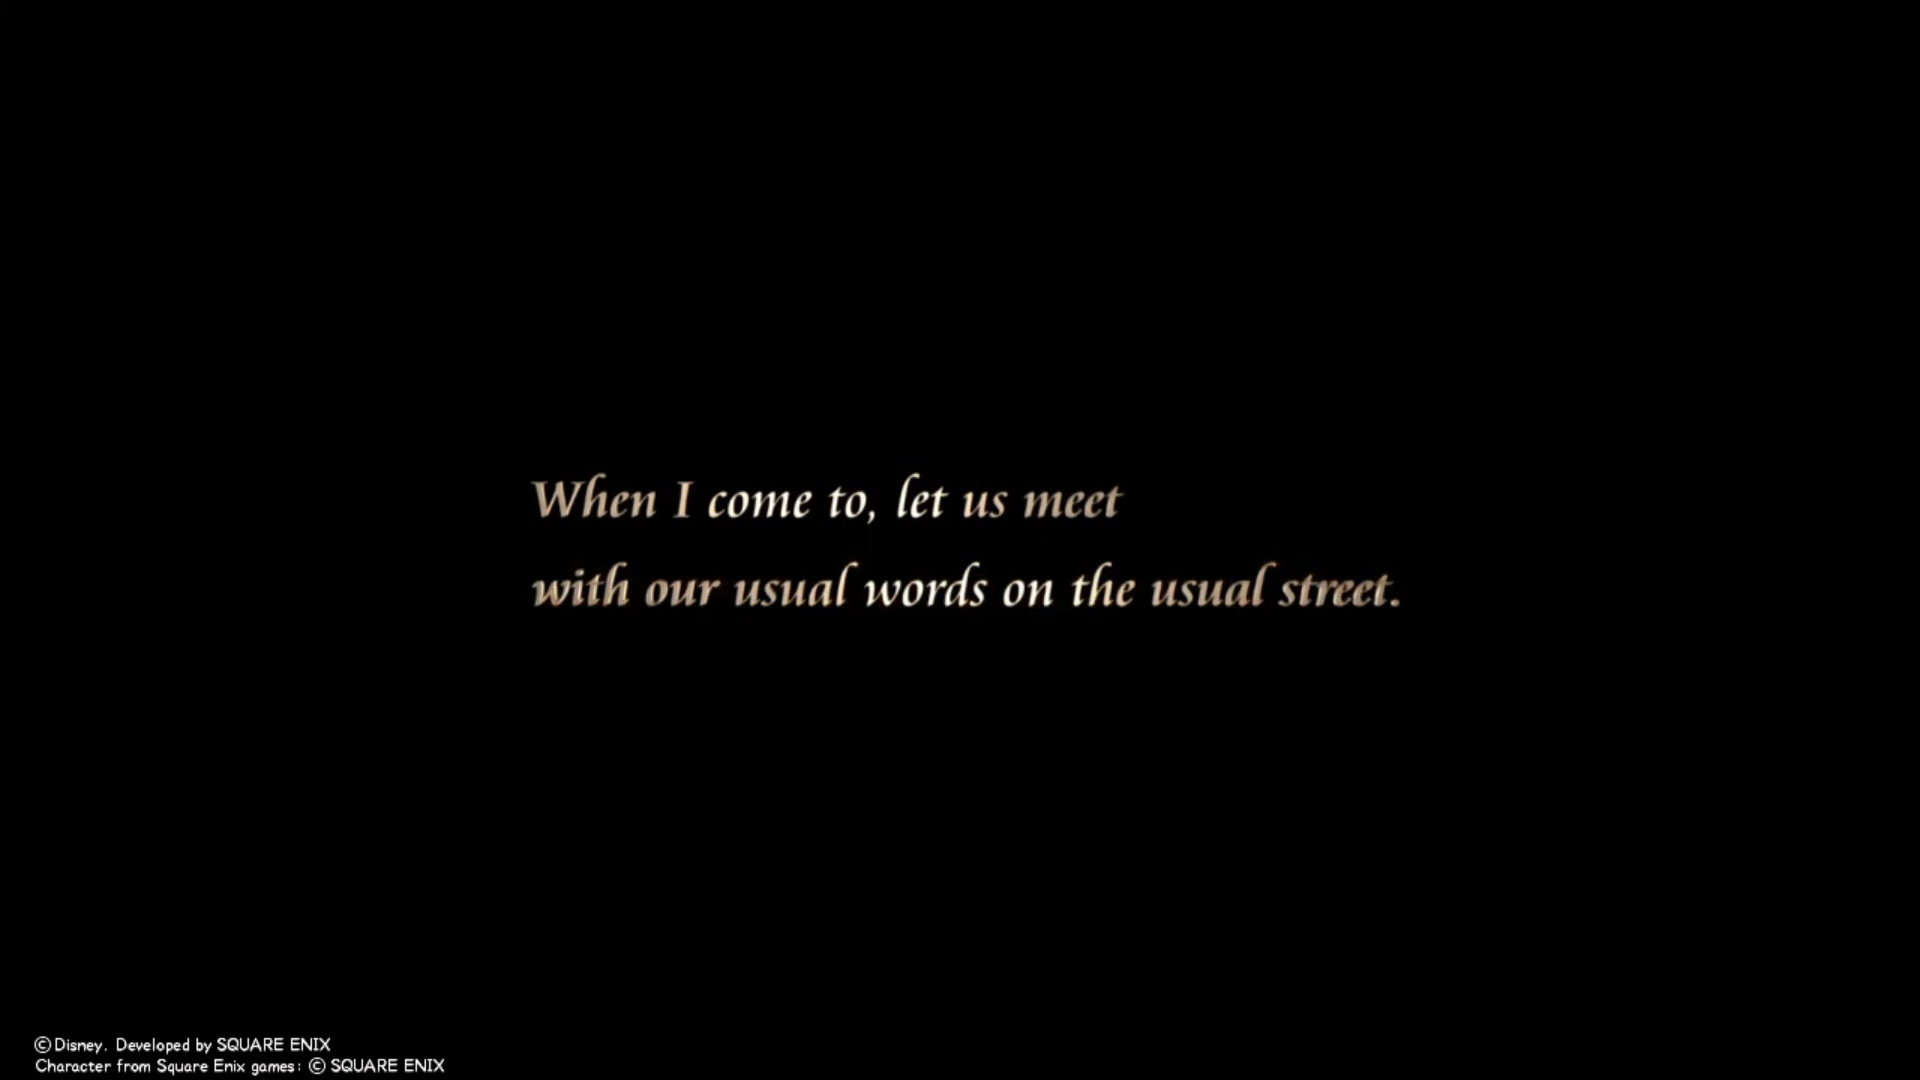 When I come to, let us meet
with our usual words on the usual street.
©Disney. Developed by SQUARE ENIX
Character from Square Enix games: © SQUARE ENIX